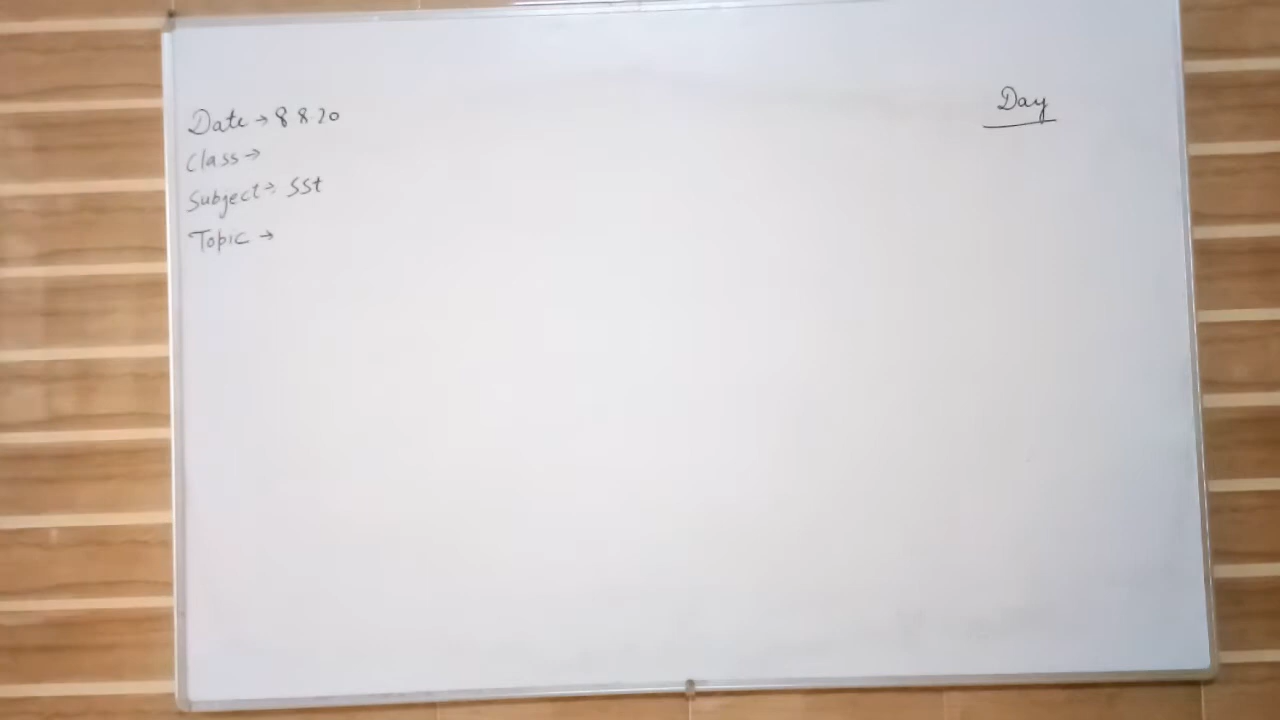 Date → 8 8.20
Day
Class →
Subject → SSt
Topic →